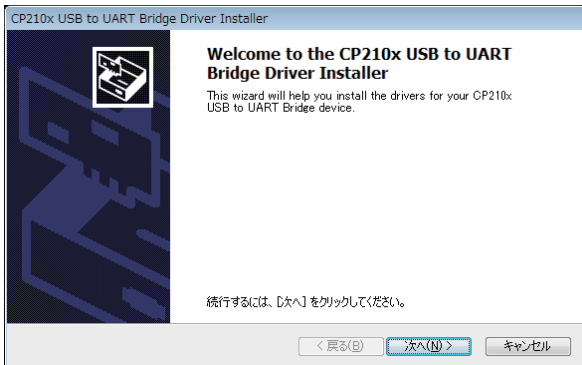 CP210x USB to UART Bridge Driver Installer
Welcome to the CP210x USB to UART
Bridge Driver Installer
This wizard will help you install the drivers for your CP210x
USB to UART Bridge device.
続行するには、[次へ] をクリックしてください。
< 戻る(B)
次へ(N) >
キャンセル